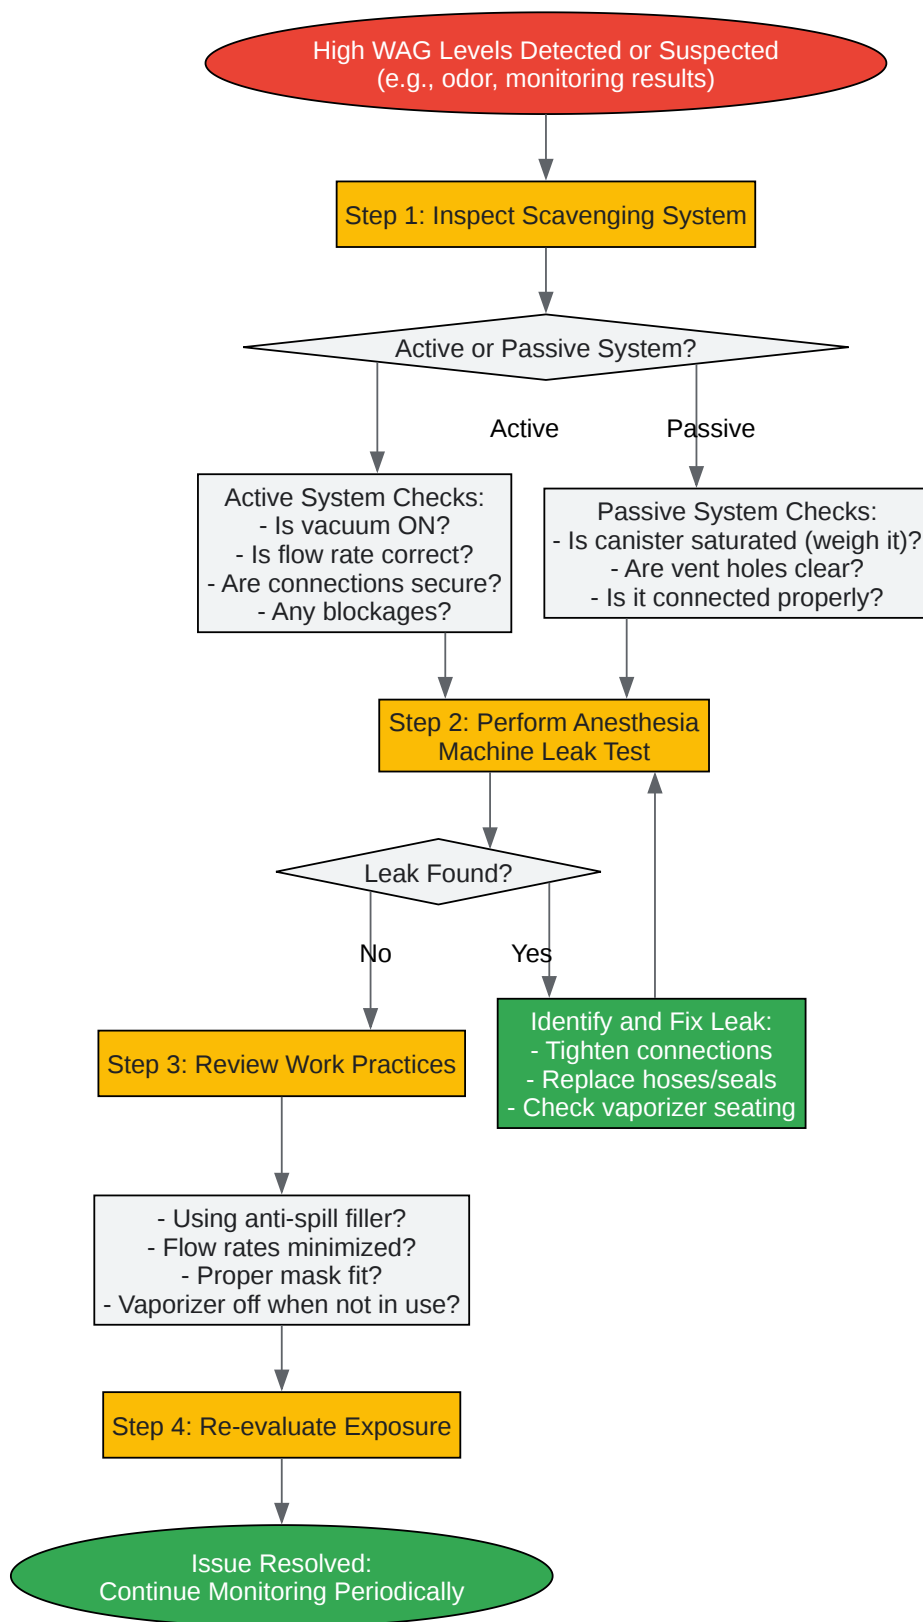 High WAG Levels Detected or Suspected
(e.g., odor, monitoring results)
Step 1: Inspect Scavenging System
Active or Passive System?
Active
Passive
Active System Checks:
- Is vacuum ON?
- Is flow rate correct?
- Are connections secure?
- Any blockages?
Passive System Checks:
- Is canister saturated (weigh it)?
- Are vent holes clear?
- Is it connected properly?
Step 2: Perform Anesthesia
Machine Leak Test
Leak Found?
No
Yes
Identify and Fix Leak:
- Tighten connections
- Replace hoses/seals
- Check vaporizer seating
Step 3: Review Work Practices
- Using anti-spill filler?
- Flow rates minimized?
- Proper mask fit?
- Vaporizer off when not in use?
Step 4: Re-evaluate Exposure
Issue Resolved:
Continue Monitoring Periodically